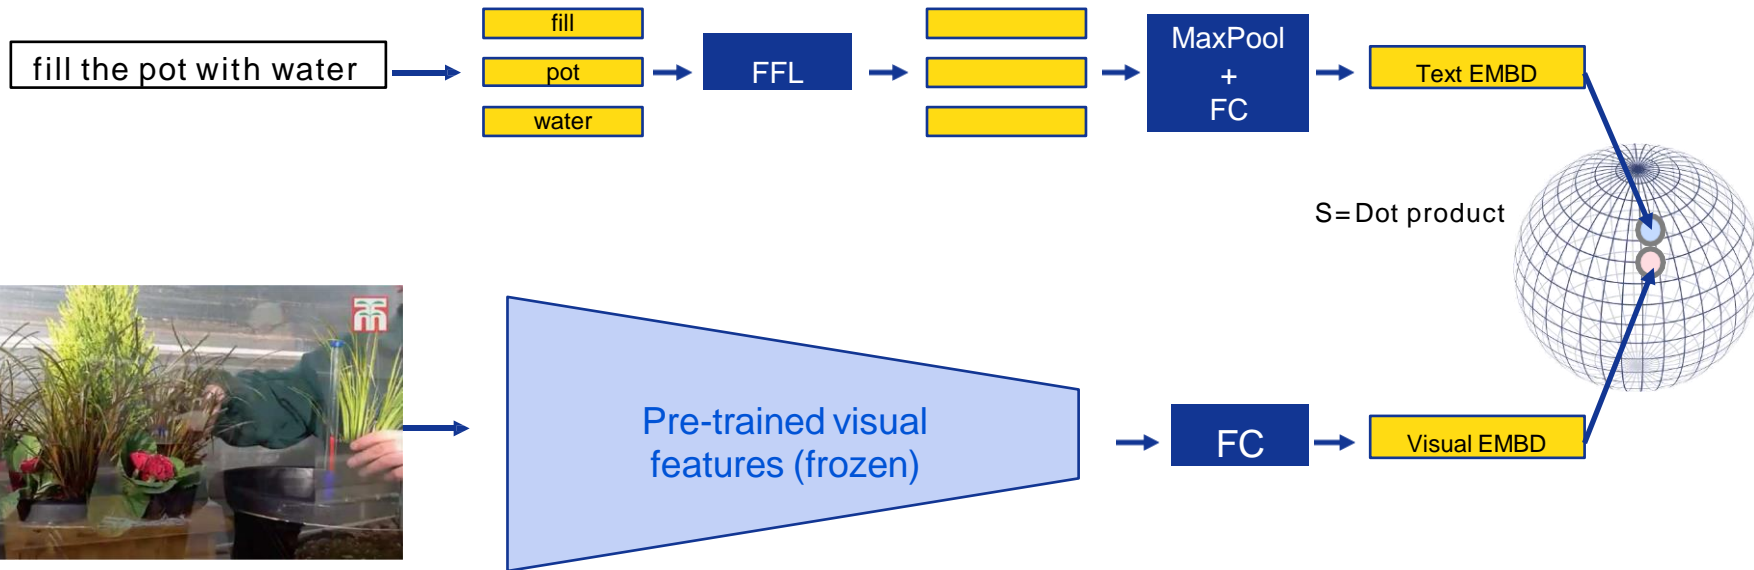 fill the pot with water
fill
pot
water
FFL
MaxPool
+
FC
Text EMBD
S=Dot product
Pre-trained visual
features (frozen)
FC
Visual EMBD